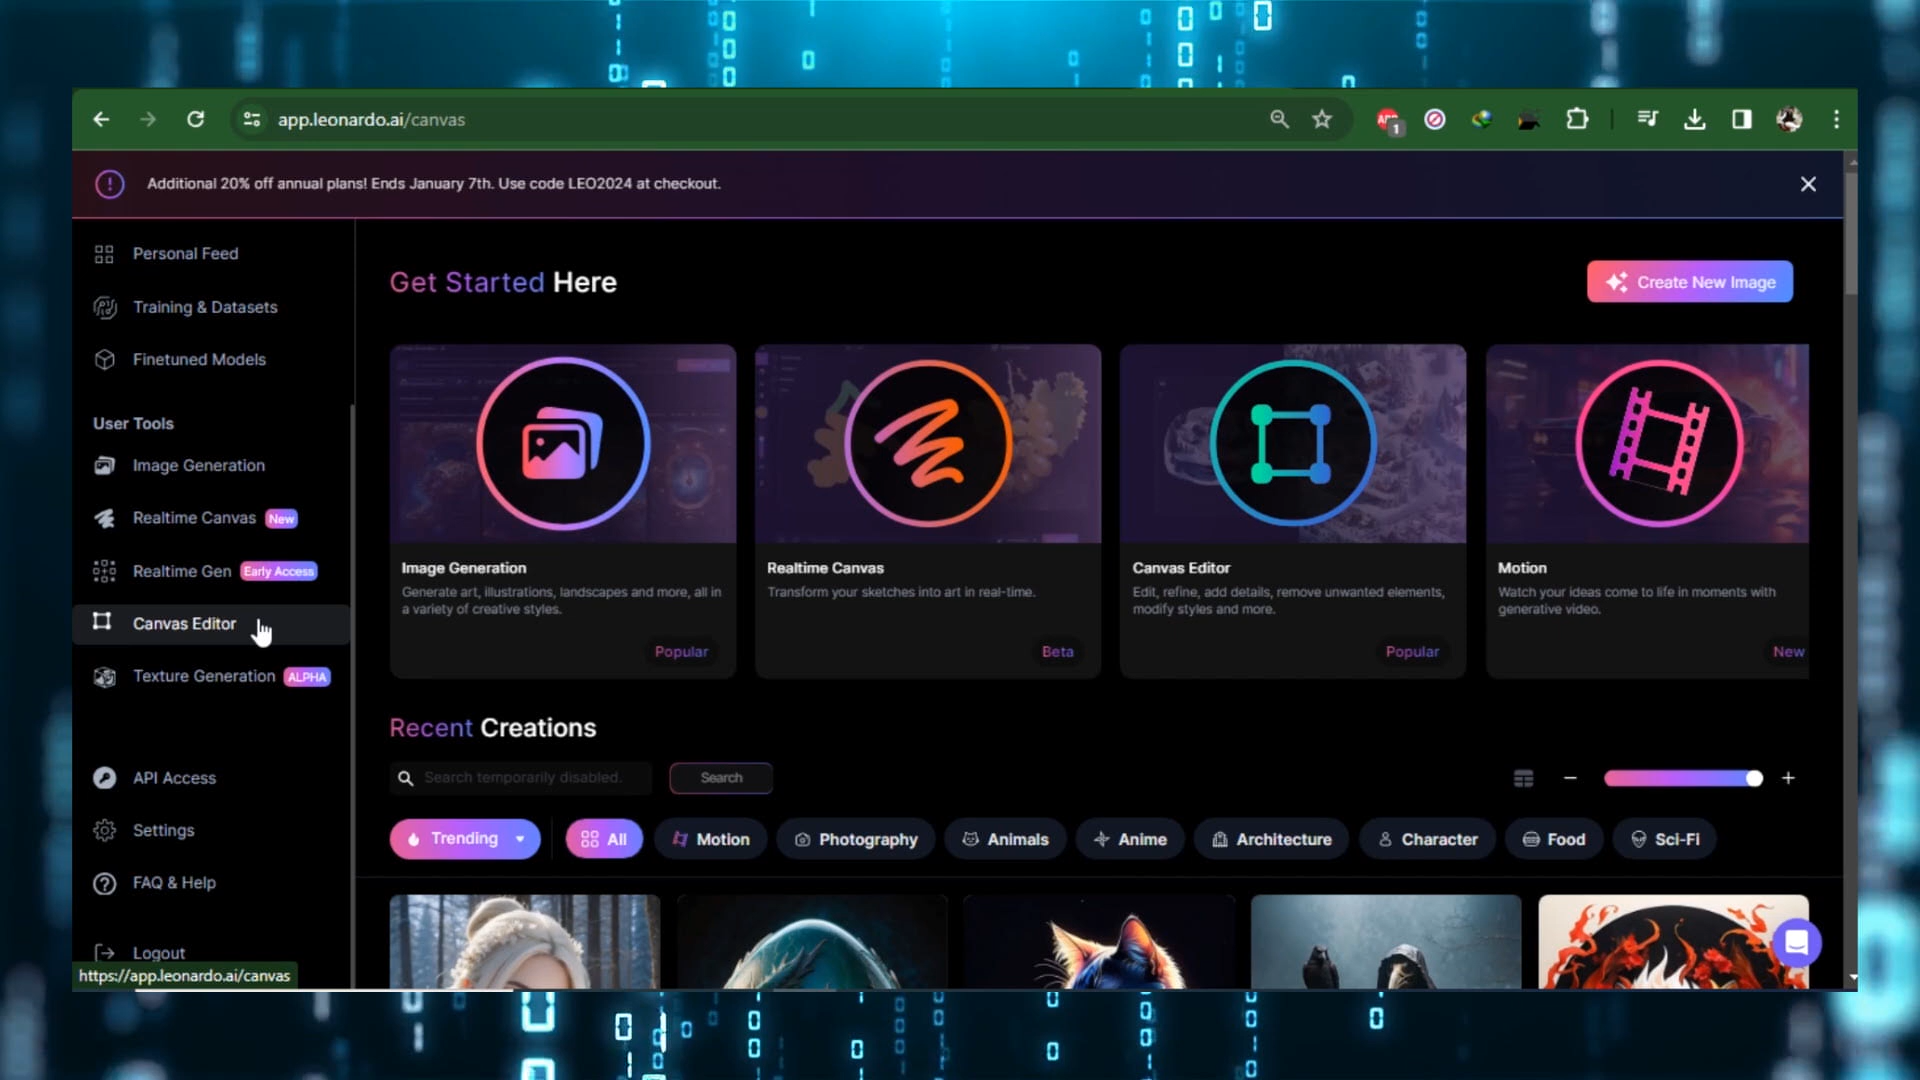 app.leonardo.ai/canvas
1
Additional 20% off annual plans! Ends January 7th. Use code LEO2024 at checkout.
Personal Feed
Training & Datasets
Finetuned Models
User Tools
Image Generation
Realtime Canvas New
Realtime Gen Early Access
Canvas Editor
Texture Generation ALPHA
API Access
Settings
FAQ & Help
Logout
https://app.leonardo.ai/canvas
Get Started Here
Create New Image
Image Generation
Generate art, illustrations, landscapes and more, all in
a variety of creative styles.
Popular
Realtime Canvas
Transform your sketches into art in real-time.
Beta
Canvas Editor
Edit, refine, add details, remove unwanted elements,
modify styles and more.
Popular
Motion
Watch your ideas come to life in moments with
generative video.
New
Recent Creations
Search temporarily disabled.
Search
Trending
All
Motion
Photography
Animals
Anime
Architecture
Character
Food
Sci-Fi